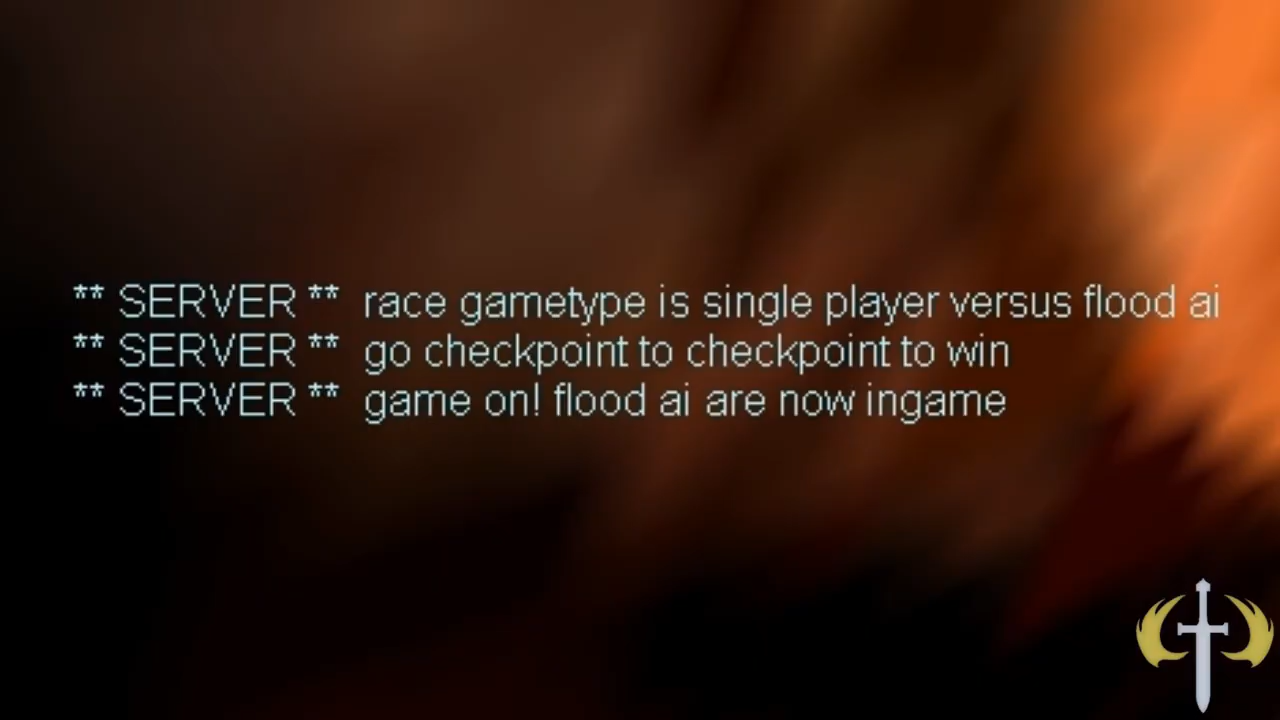 ** SERVER ** race gametype is single player versus flood ai
** SERVER ** go checkpoint to checkpoint to win
** SERVER ** game on! flood ai are now ingame